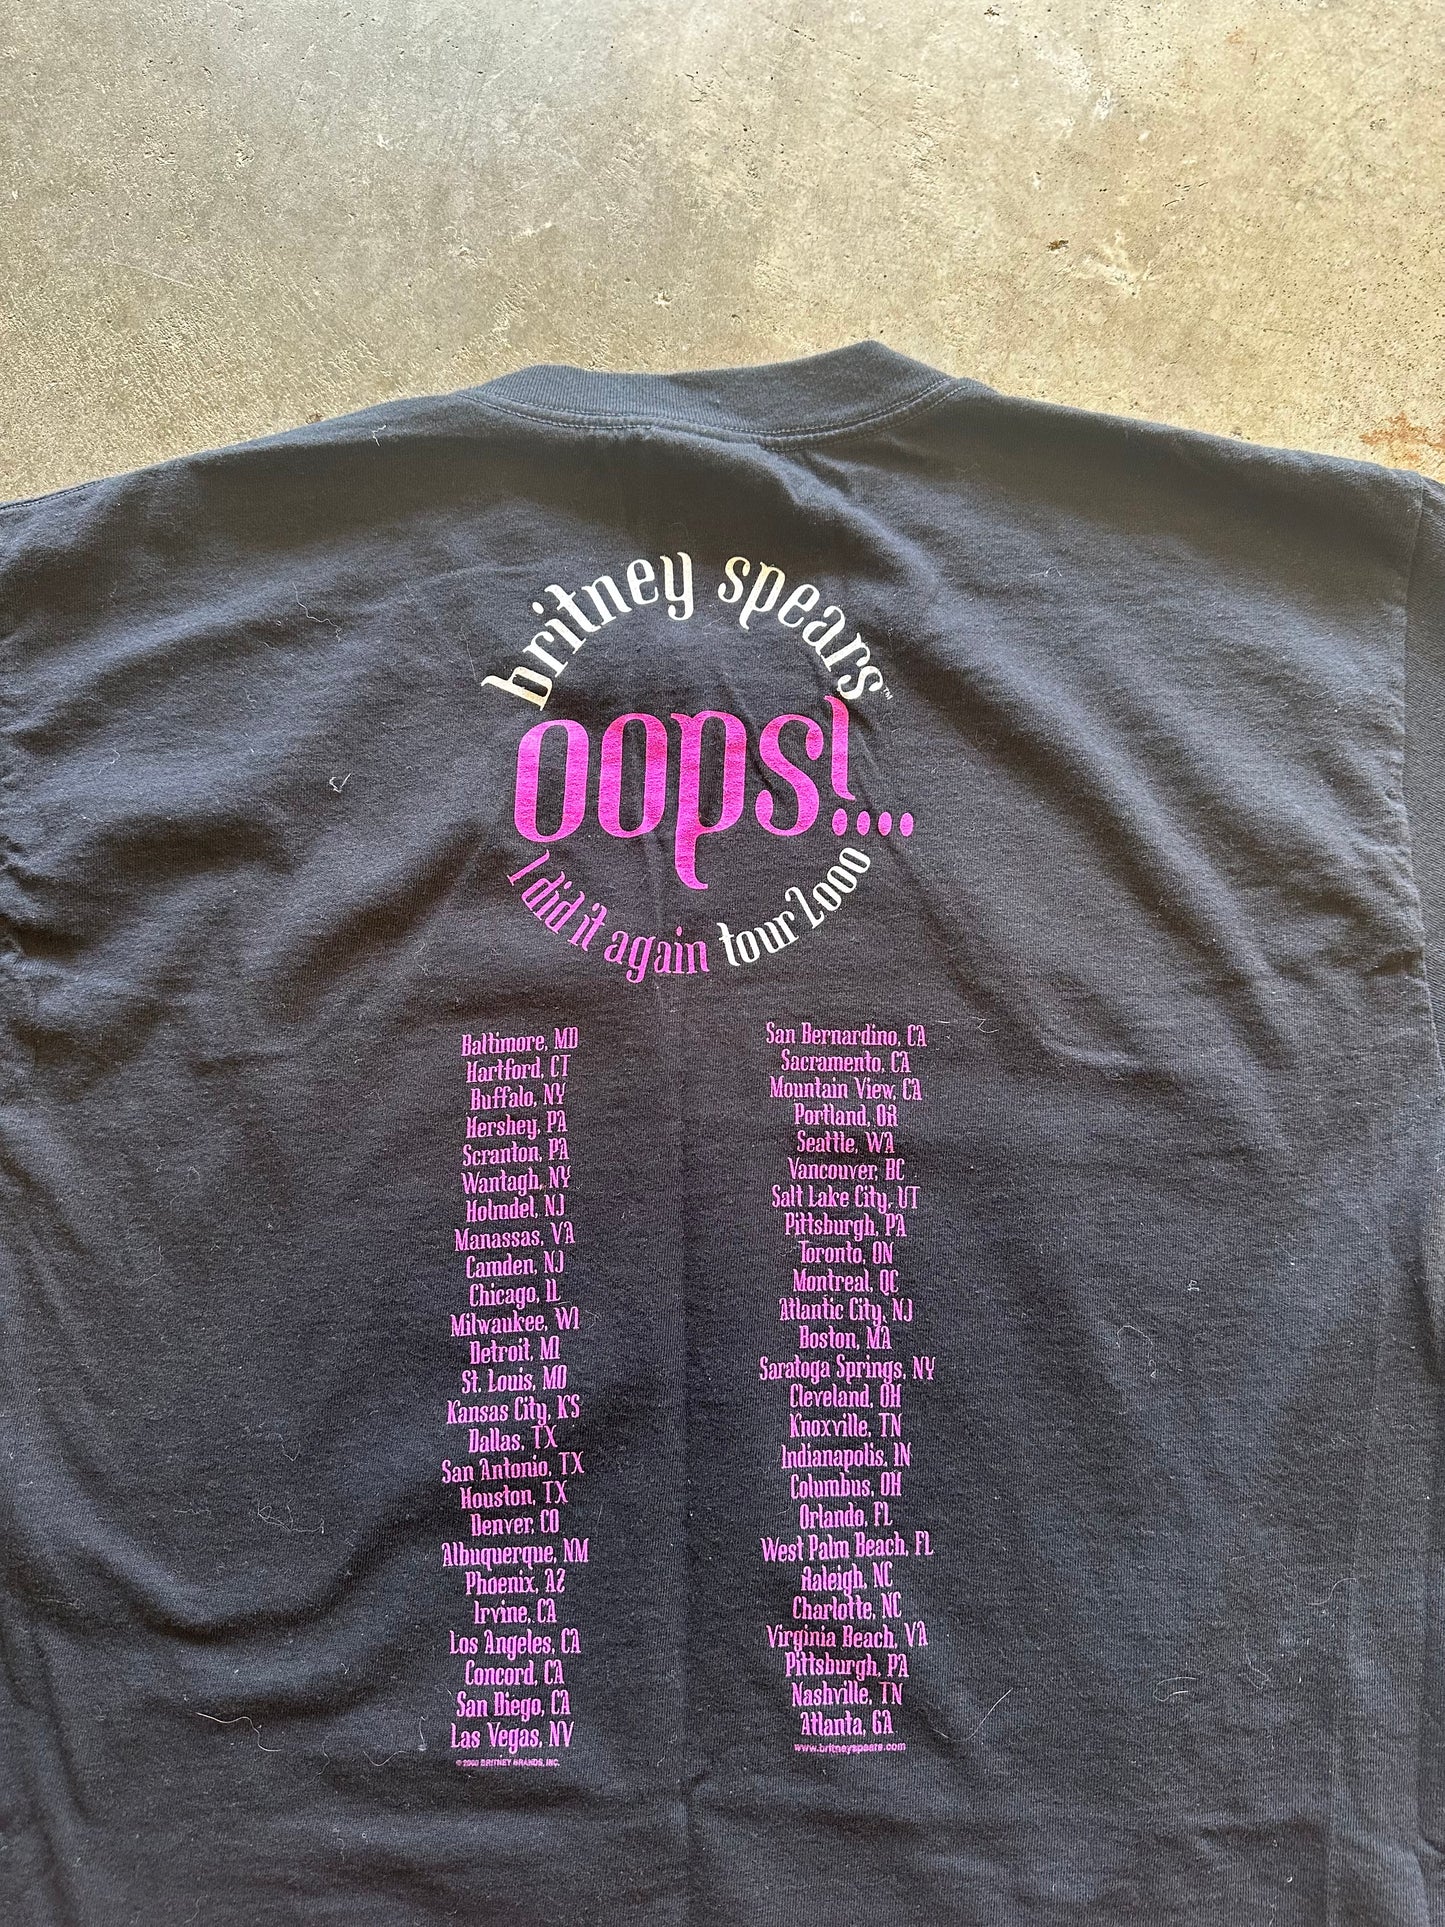 britney spears™
oops!....
I did it again tour 2000
Baltimore, MD
Hartford, CT
Buffalo, NY
Hershey, PA
Scranton, PA
Wantagh, NY
Holmdel, NJ
Manassas, VA
Camden, NJ
Chicago, IL
Milwaukee, WI
Detroit, MI
St. Louis, MO
Kansas City, KS
Dallas, TX
San Antonio, TX
Houston, TX
Denver, CO
Albuquerque, NM
Phoenix, AZ
Irvine, CA
Los Angeles, CA
Concord, CA
San Diego, CA
Las Vegas, NV
© 2000 BRITNEY BRANDS, INC.
San Bernardino, CA
Sacramento, CA
Mountain View, CA
Portland, OR
Seattle, WA
Vancouver, BC
Salt Lake City, UT
Pittsburgh, PA
Toronto, ON
Montreal, QC
Atlantic City, NJ
Boston, MA
Saratoga Springs, NY
Cleveland, OH
Knoxville, TN
Indianapolis, IN
Columbus, OH
Orlando, FL
West Palm Beach, FL
Raleigh, NC
Charlotte, NC
Virginia Beach, VA
Pittsburgh, PA
Nashville, TN
Atlanta, GA
www.britneyspears.com